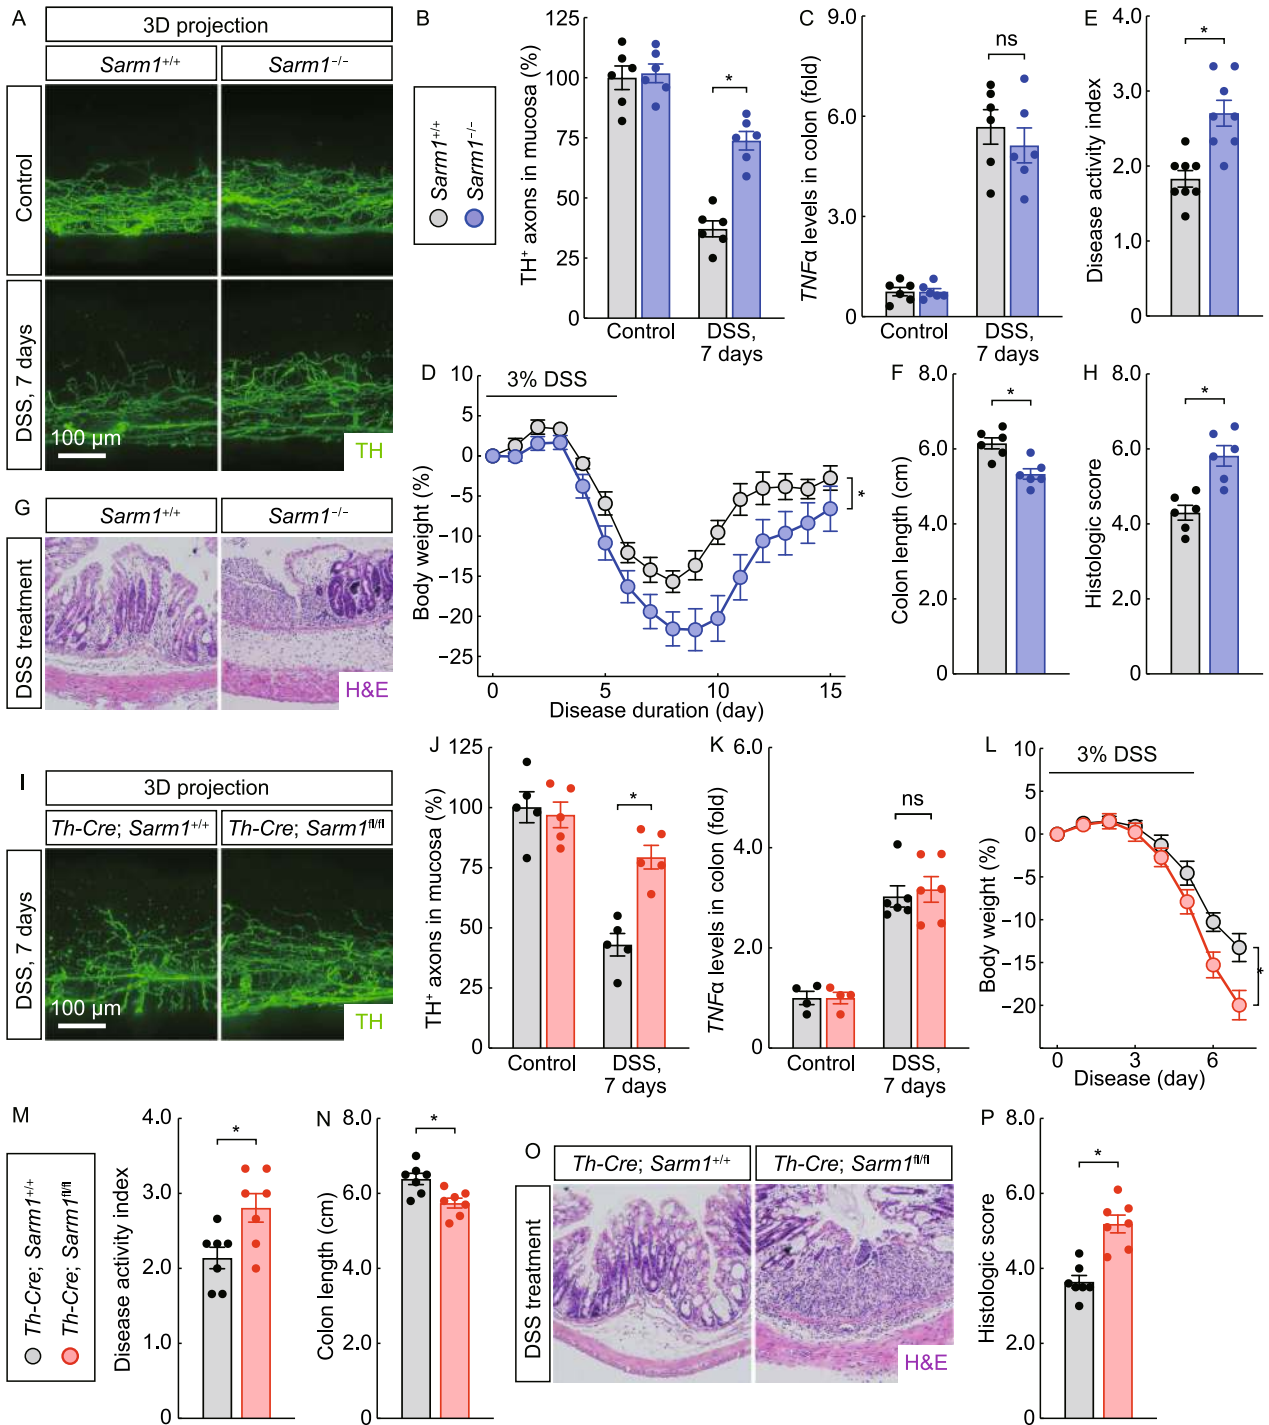 A
3D projection
Sarm1+/+
Sarm1−/−
Control
DSS, 7 days
100 μm
TH
B
Sarm1+/+
Sarm1−/−
TH+ axons in mucosa (%)
125
100
75
50
25
0
*
Control
DSS,
7 days
C
TNFα levels in colon (fold)
9.0
6.0
3.0
0
ns
Control
DSS,
7 days
E
Disease activity index
4.0
3.0
2.0
1.0
0
*
D
3% DSS
Body weight (%)
10
5
0
−5
−10
−15
−20
−25
*
0
5
10
15
Disease duration (day)
F
Colon length (cm)
8.0
6.0
4.0
2.0
0
*
H
Histologic score
8.0
6.0
4.0
2.0
0
*
G
Sarm1+/+
Sarm1−/−
DSS treatment
H&E
I
3D projection
Th-Cre; Sarm1+/+
Th-Cre; Sarm1fl/fl
DSS, 7 days
100 μm
TH
J
TH+ axons in mucosa (%)
125
100
75
50
25
0
*
Control
DSS,
7 days
K
TNFα levels in colon (fold)
6.0
4.0
2.0
0
ns
Control
DSS,
7 days
L
3% DSS
Body weight (%)
10
5
0
−5
−10
−15
−20
*
0
3
6
Disease (day)
M
Th-Cre; Sarm1+/+
Th-Cre; Sarm1fl/fl
Disease activity index
4.0
3.0
2.0
1.0
0
*
N
Colon length (cm)
8.0
6.0
4.0
2.0
0
*
O
Th-Cre; Sarm1+/+
Th-Cre; Sarm1fl/fl
DSS treatment
H&E
P
Histologic score
8.0
6.0
4.0
2.0
0
*